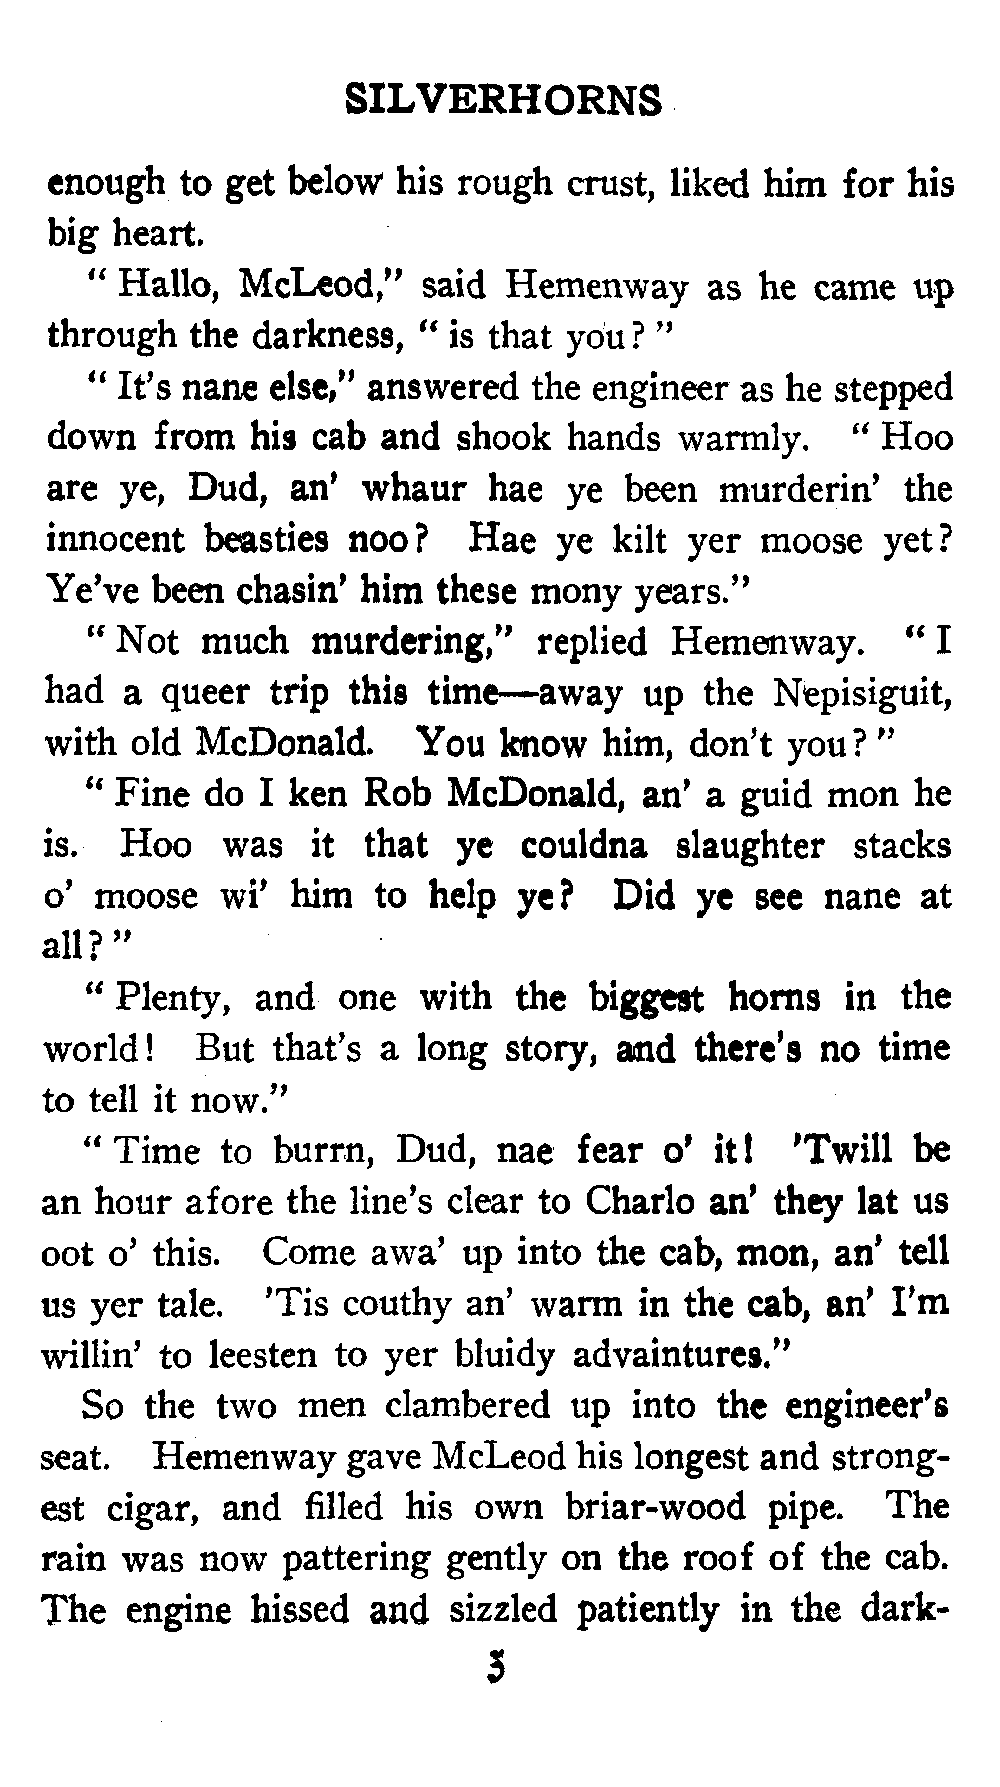 SILVERHORNS
enough to get below his rough crust, liked him for his
big heart.
" Hallo, McLeod," said Hemenway as he came up
through the darkness, " is that you? "
" It's nane else," answered the engineer as he stepped
down from his cab and shook hands warmly. " Hoo
are ye, Dud, an' whaur hae ye been murderin' the
innocent beasties noo? Hae ye kilt yer moose yet?
Ye've been chasin' him these mony years."
" Not much murdering," replied Hemenway. " I
had a queer trip this time—away up the Nepisiguit,
with old McDonald. You know him, don't you? "
" Fine do I ken Rob McDonald, an' a guid mon he
is. Hoo was it that ye couldna slaughter stacks
o' moose wi' him to help ye? Did ye see nane at
all? "
" Plenty, and one with the biggest horns in the
world! But that's a long story, and there's no time
to tell it now."
" Time to burrn, Dud, nae fear o' it! 'Twill be
an hour afore the line's clear to Charlo an' they lat us
oot o' this. Come awa' up into the cab, mon, an' tell
us yer tale. 'Tis couthy an' warm in the cab, an' I'm
willin' to leesten to yer bluidy advaintures."
So the two men clambered up into the engineer's
seat. Hemenway gave McLeod his longest and strong-
est cigar, and filled his own briar-wood pipe. The
rain was now pattering gently on the roof of the cab.
The engine hissed and sizzled patiently in the dark-
5